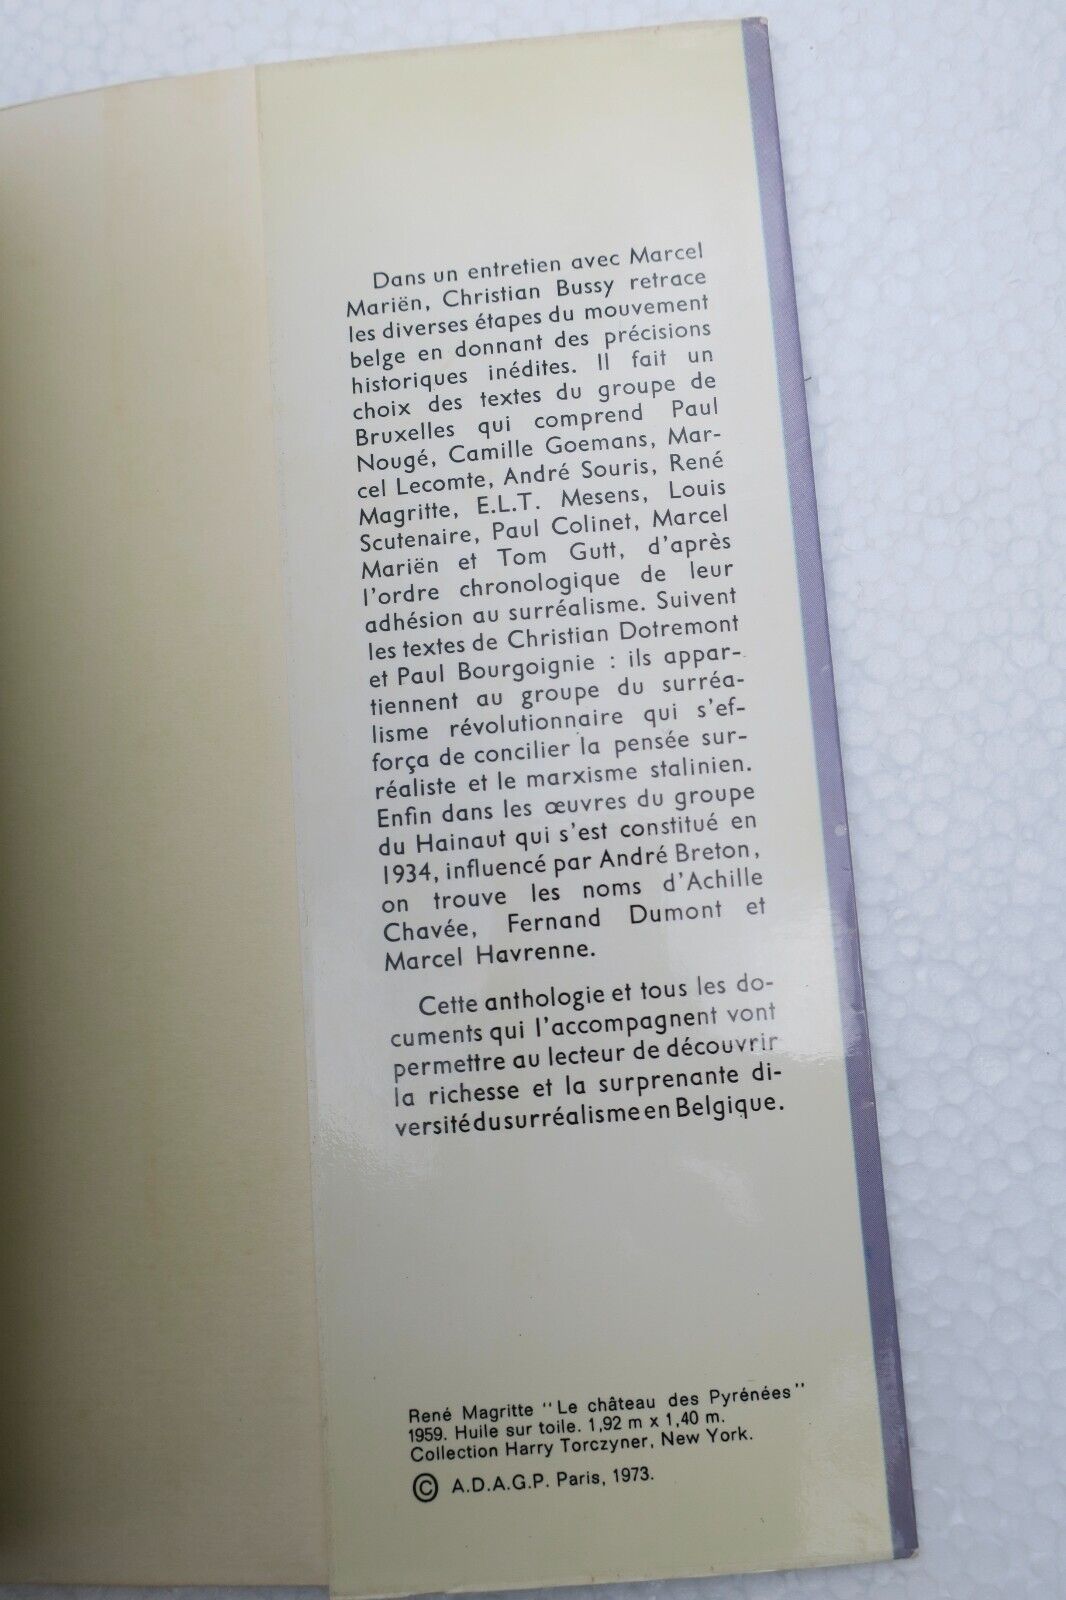 Dans un entretien avec Marcel
Mariën, Christian Bussy retrace
les diverses étapes du mouvement
belge en donnant des précisions
historiques inédites. Il fait un
choix des textes du groupe de
Bruxelles qui comprend Paul
Nougé, Camille Goemans, Mar-
cel Lecomte, André Souris, René
Magritte, E.L.T. Mesens, Louis
Scutenaire, Paul Colinet, Marcel
Mariën et Tom Gutt, d'après
l'ordre chronologique de leur
adhésion au surréalisme. Suivent
les textes de Christian Dotremont
et Paul Bourgoignie : ils appar-
tiennent au groupe du surréa-
lisme révolutionnaire qui s'ef-
força de concilier la pensée sur-
réaliste et le marxisme stalinien.
Enfin dans les œuvres du groupe
du Hainaut qui s'est constitué en
1934, influencé par André Breton,
on trouve les noms d'Achille
Chavée, Fernand Dumont et
Marcel Havrenne.
Cette anthologie et tous les do-
cuments qui l'accompagnent vont
permettre au lecteur de découvrir
la richesse et la surprenante di-
versité du surréalisme en Belgique.
René Magritte "Le château des Pyrénées"
1959. Huile sur toile. 1,92 m x 1,40 m.
Collection Harry Torczyner, New York.
© A.D.A.G.P. Paris, 1973.